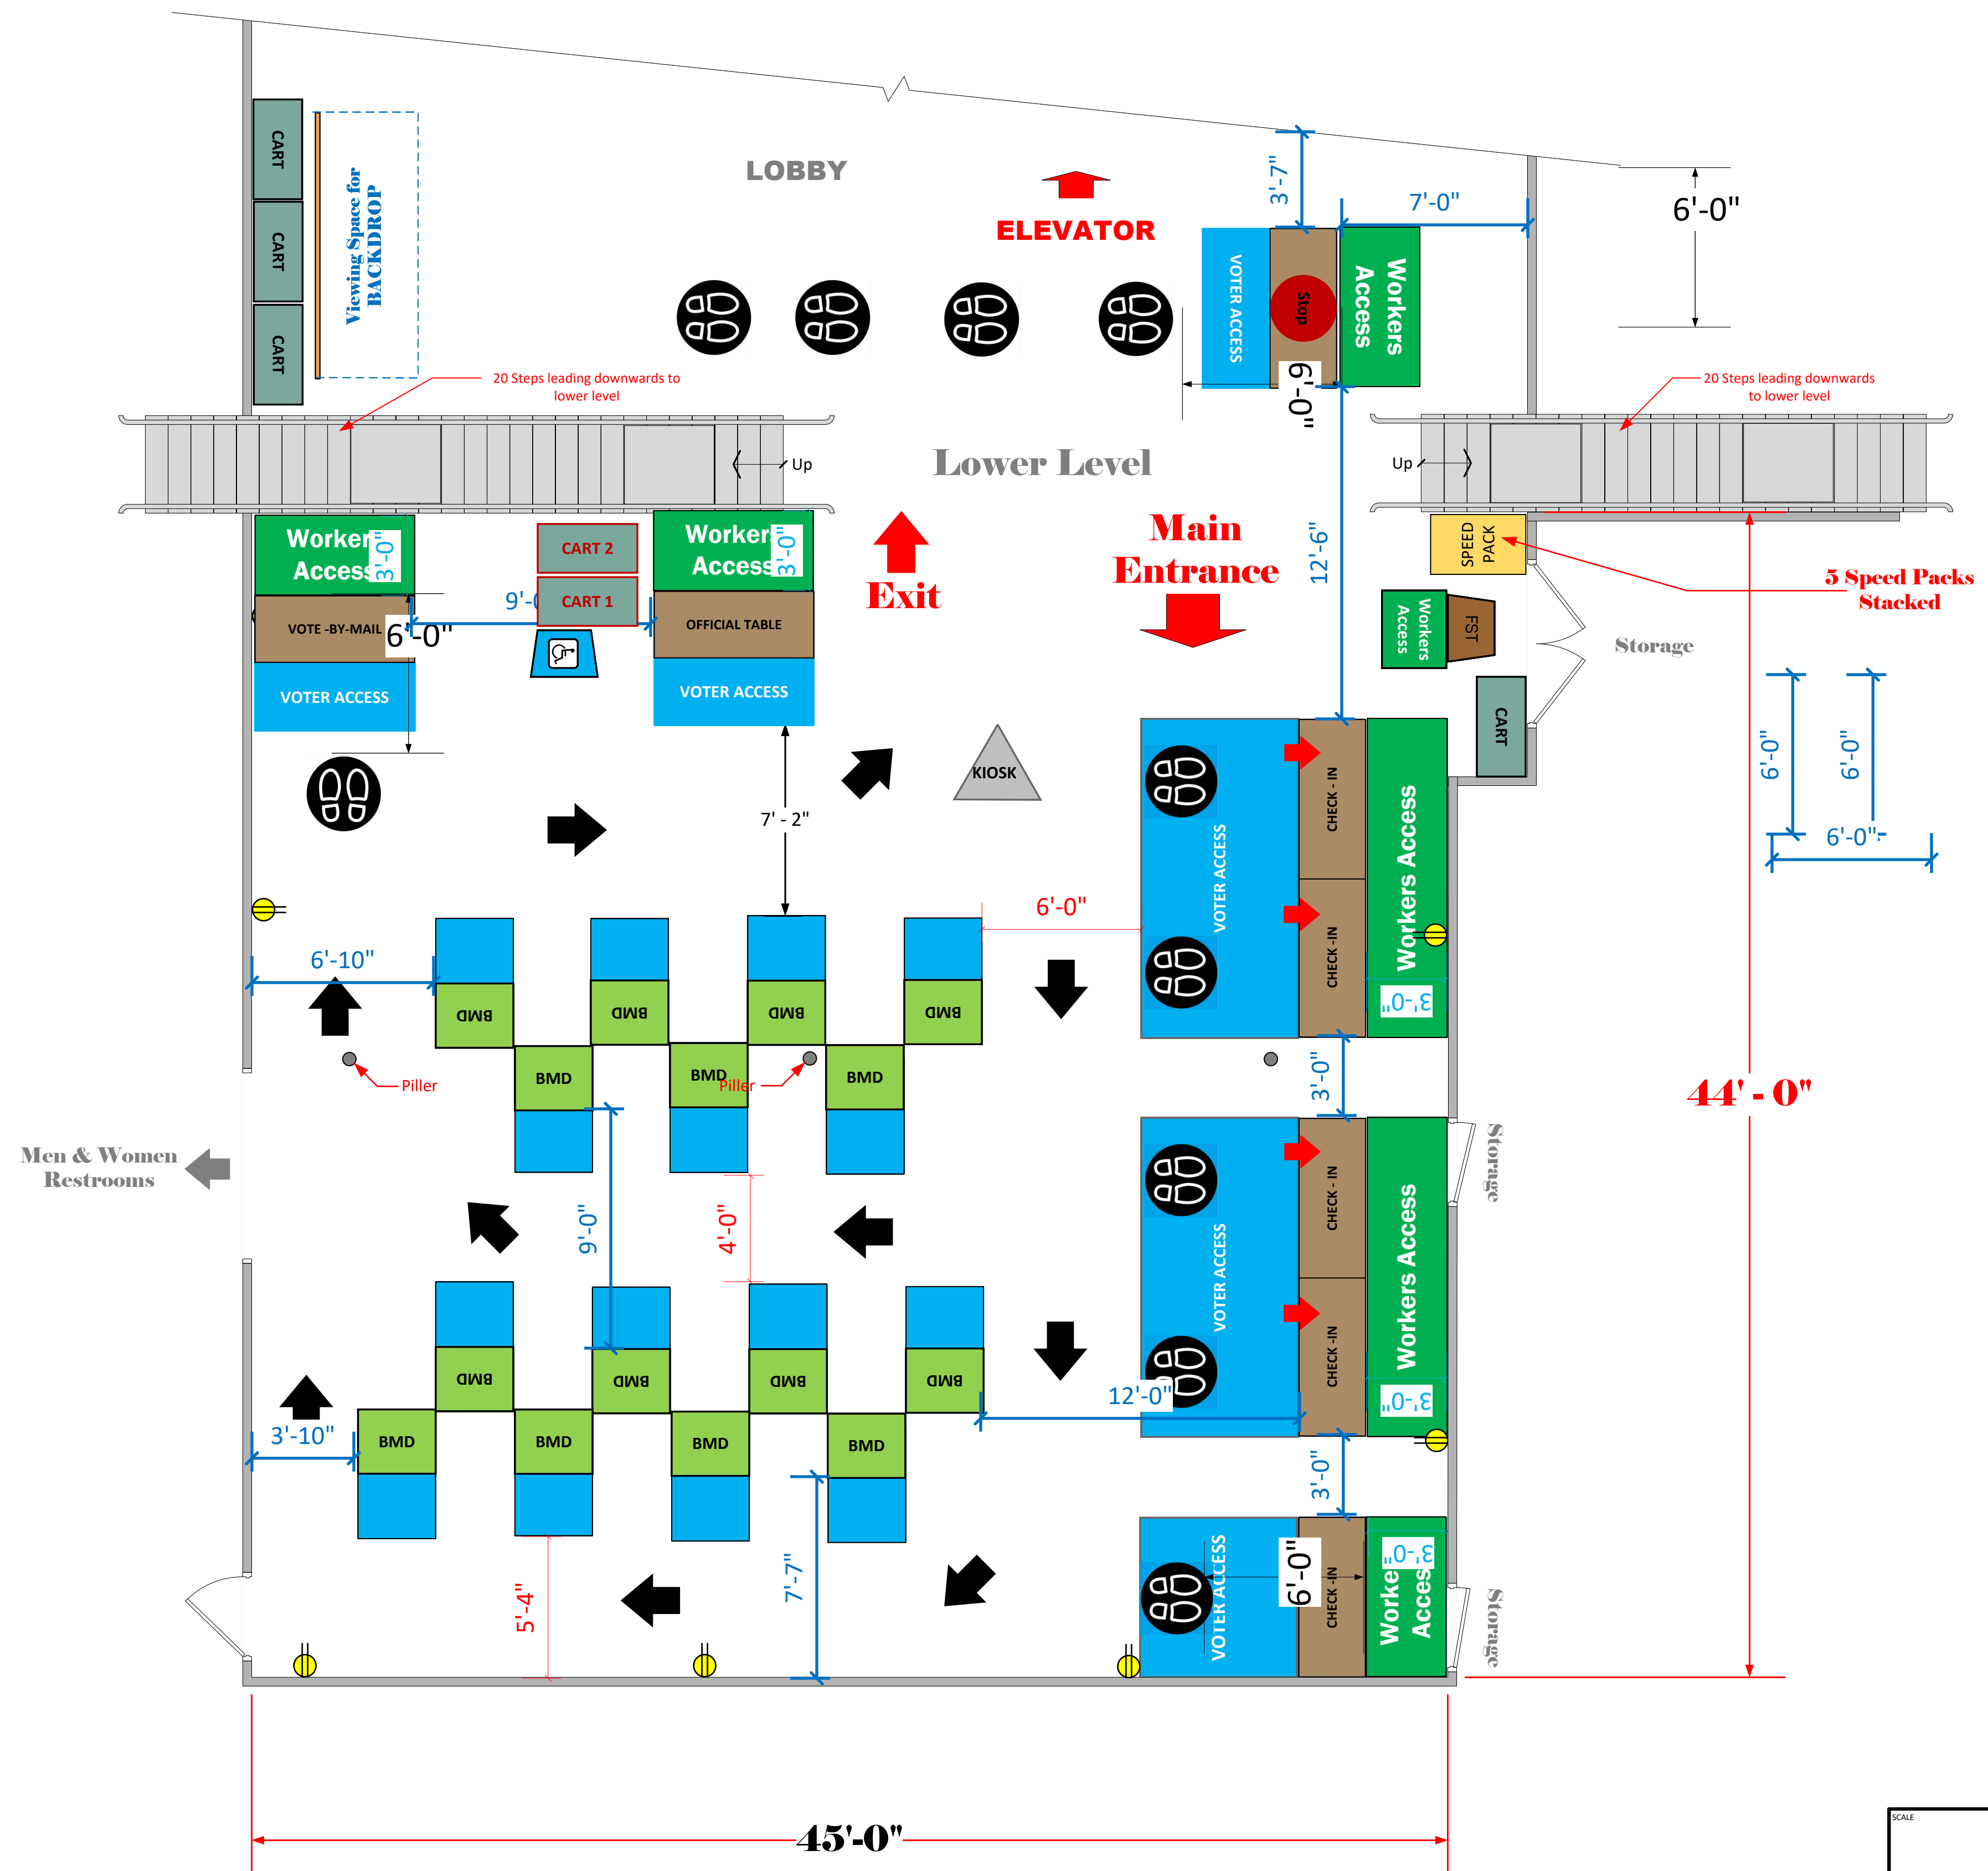 CART
CART
CART
Viewing Space for
BACKDROP
LOBBY
ELEVATOR
3'-7"
7'-0"
6'-0"
VOTER ACCESS
Stop
Workers
Access
6'-0"
20 Steps leading downwards to
lower level
20 Steps leading downwards
to lower level
Up
Lower Level
Up
Workers
Access
3'-0"
CART 2
CART 1
9'-0
Workers
Access
3'-0"
VOTE -BY-MAIL
6'-0"
OFFICIAL TABLE
VOTER ACCESS
VOTER ACCESS
Exit
Main
Entrance
12'-6"
SPEED
PACK
5 Speed Packs
Stacked
Workers
Access
FST
Storage
CART
6'-0"
6'-0"
6'-0"
7' - 2"
KIOSK
VOTER ACCESS
CHECK - IN
CHECK -IN
Workers Access
3'-0"
6'-0"
6'-10"
BMD
BMD
BMD
BMD
BMD
BMD
BMD
Piller
Piller
3'-0"
44' - 0"
Men & Women
Restrooms
9'-0"
4'-0"
VOTER ACCESS
CHECK - IN
CHECK -IN
Workers Access
3'-0"
Storage
12'-0"
BMD
BMD
BMD
BMD
3'-10"
BMD
BMD
BMD
BMD
3'-0"
5'-4"
7'-7"
VOTER ACCESS
6'-0"
CHECK -IN
3'-0"
Worke
Acces
Storage
45'-0"
SCALE